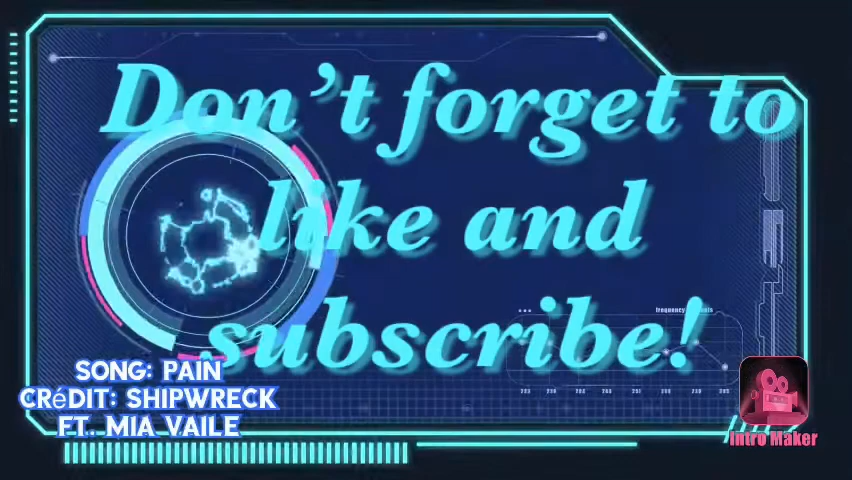 Don't forget to
like and
subscribe!
SONG: PAIN
CRéDIT: SHIPWRECK
FT. MIA VAILE
Intro Maker